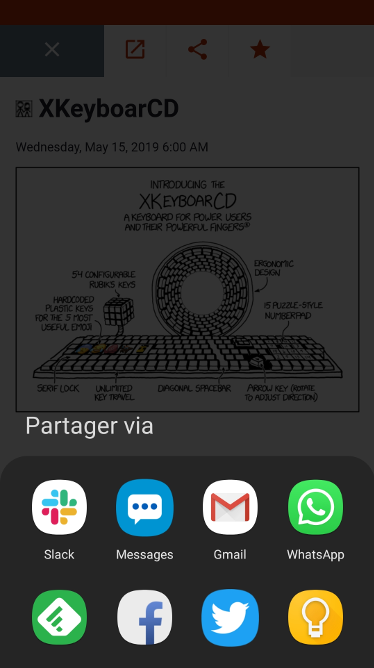 XKeyboarCD
Wednesday, May 15, 2019 6:00 AM
INTRODUCING THE
XKEYBOARCD
A KEYBOARD FOR POWER USERS
AND THEIR POWERFUL FINGERS®
54 CONFIGURABLE
RUBIKS KEYS
ERGONOMIC
DESIGN
HARDCODED
PLASTIC KEYS
FOR THE 5 MOST
USEFUL EMOJI
15 PUZZLE-STYLE
NUMBERPAD
SERIF LOCK
UNLIMITED
KEY TRAVEL
DIAGONAL SPACEBAR
ARROW KEY (ROTATE
TO ADJUST DIRECTION)
Partager via
Slack
Messages
Gmail
WhatsApp